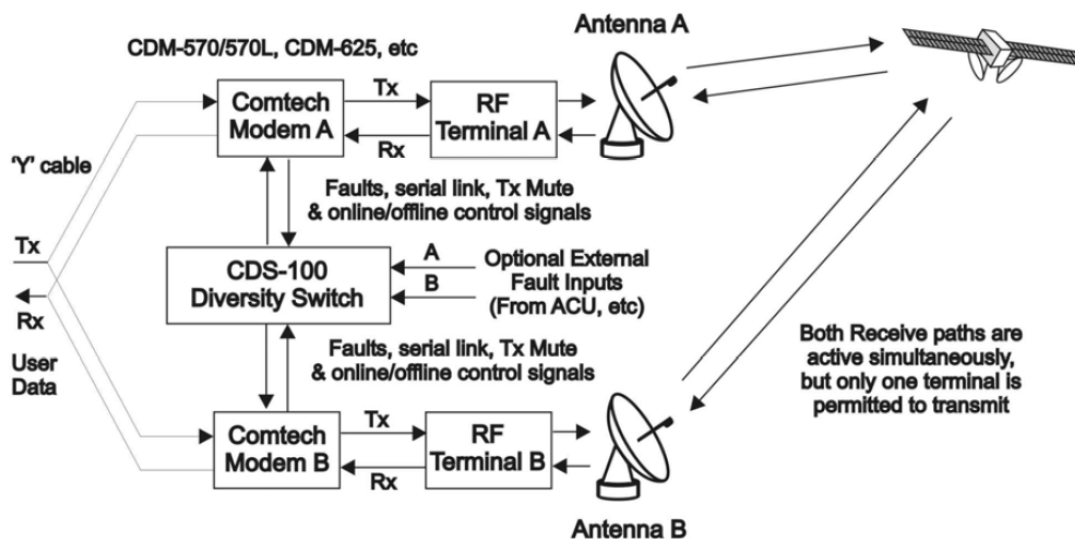 Antenna A
CDM-570/570L, CDM-625, etc
Comtech
Modem A
Tx
Rx
RF
Terminal A
'Y' cable
Faults, serial link, Tx Mute
& online/offline control signals
Tx
Rx
User
Data
CDS-100
Diversity Switch
A
B
Optional External
Fault Inputs
(From ACU, etc)
Faults, serial link, Tx Mute
& online/offline control signals
Both Receive paths are
active simultaneously,
but only one terminal is
permitted to transmit
Comtech
Modem B
Tx
Rx
RF
Terminal B
Antenna B